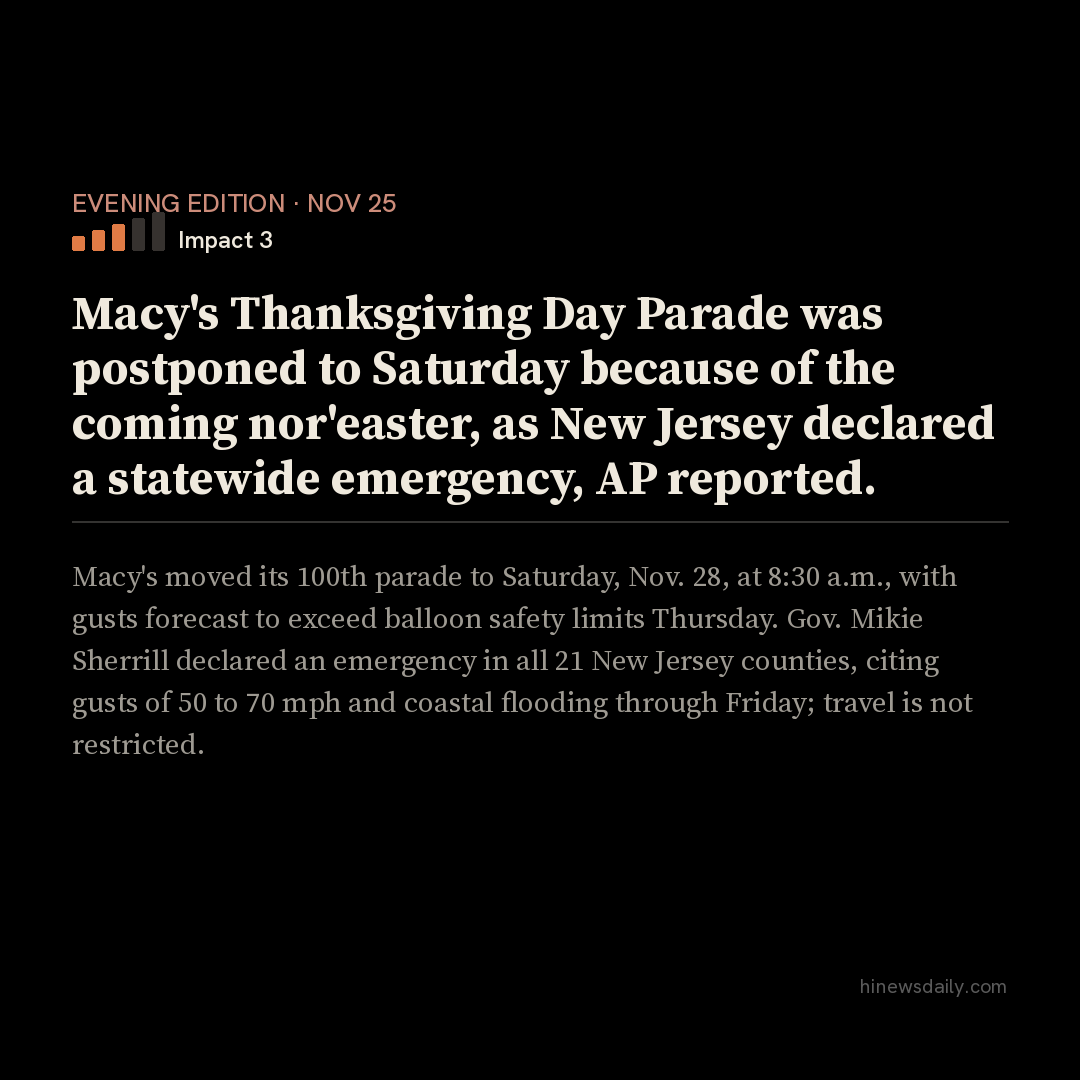 EVENING EDITION · NOV 25
Impact 3
Macy's Thanksgiving Day Parade was
postponed to Saturday because of the
coming nor'easter, as New Jersey declared
a statewide emergency, AP reported.
Macy's moved its 100th parade to Saturday, Nov. 28, at 8:30 a.m., with
gusts forecast to exceed balloon safety limits Thursday. Gov. Mikie
Sherrill declared an emergency in all 21 New Jersey counties, citing
gusts of 50 to 70 mph and coastal flooding through Friday; travel is not
restricted.
hinewsdaily.com